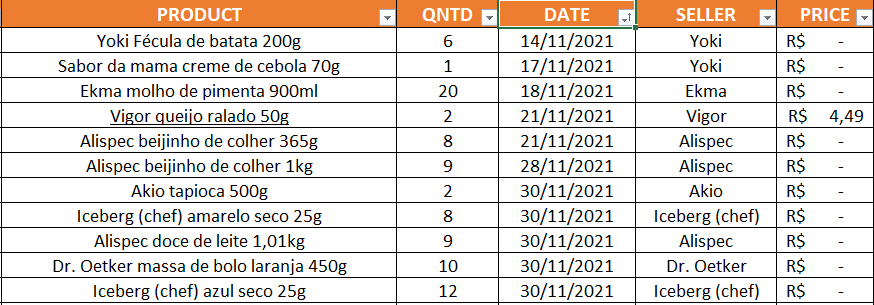 PRODUCT QNTD DATE SELLER PRICE
Yoki Fécula de batata 200g 6 14/11/2021 Yoki R$ -
Sabor da mama creme de cebola 70g 1 17/11/2021 Yoki R$ -
Ekma molho de pimenta 900ml 20 18/11/2021 Ekma R$ -
Vigor queijo ralado 50g 2 21/11/2021 Vigor R$ 4,49
Alispec beijinho de colher 365g 8 21/11/2021 Alispec R$ -
Alispec beijinho de colher 1kg 9 28/11/2021 Alispec R$ -
Akio tapioca 500g 2 30/11/2021 Akio R$ -
Iceberg (chef) amarelo seco 25g 8 30/11/2021 Iceberg (chef) R$ -
Alispec doce de leite 1,01kg 9 30/11/2021 Alispec R$ -
Dr. Oetker massa de bolo laranja 450g 10 30/11/2021 Dr. Oetker R$ -
Iceberg (chef) azul seco 25g 12 30/11/2021 Iceberg (chef) R$ -